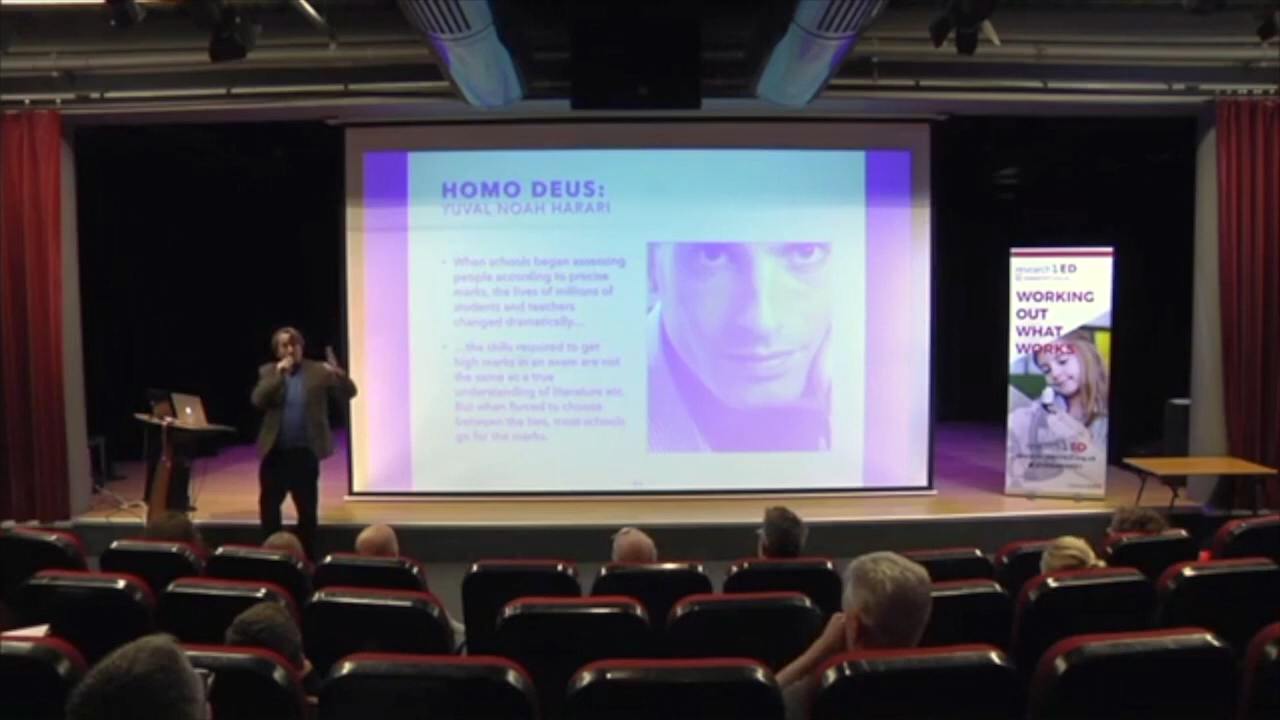 HOMO DEUS:
YUVAL NOAH HARARI
• When schools began assessing
people according to precise
marks, the lives of millions of
students and teachers
changed dramatically...
• ...the skills required to get
high marks in an exam are not
the same as a true
understanding of literature etc.
But when forced to choose
between the two, most schools
go for the marks.
researchED
WORKING
OUT
WHAT
WORKS